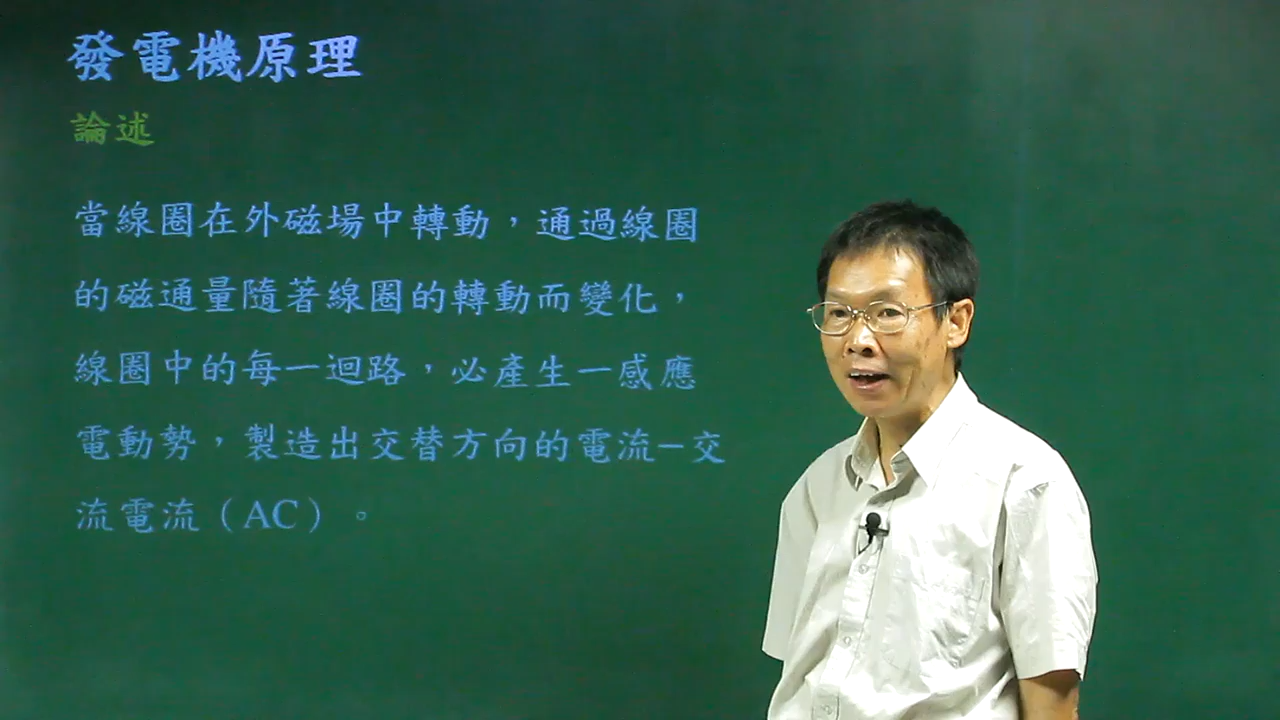 發電機原理
論述
當線圈在外磁場中轉動，通過線圈
的磁通量隨著線圈的轉動而變化，
線圈中的每一迴路，必產生一感應
電動勢，製造出交替方向的電流—交
流電流（AC）。